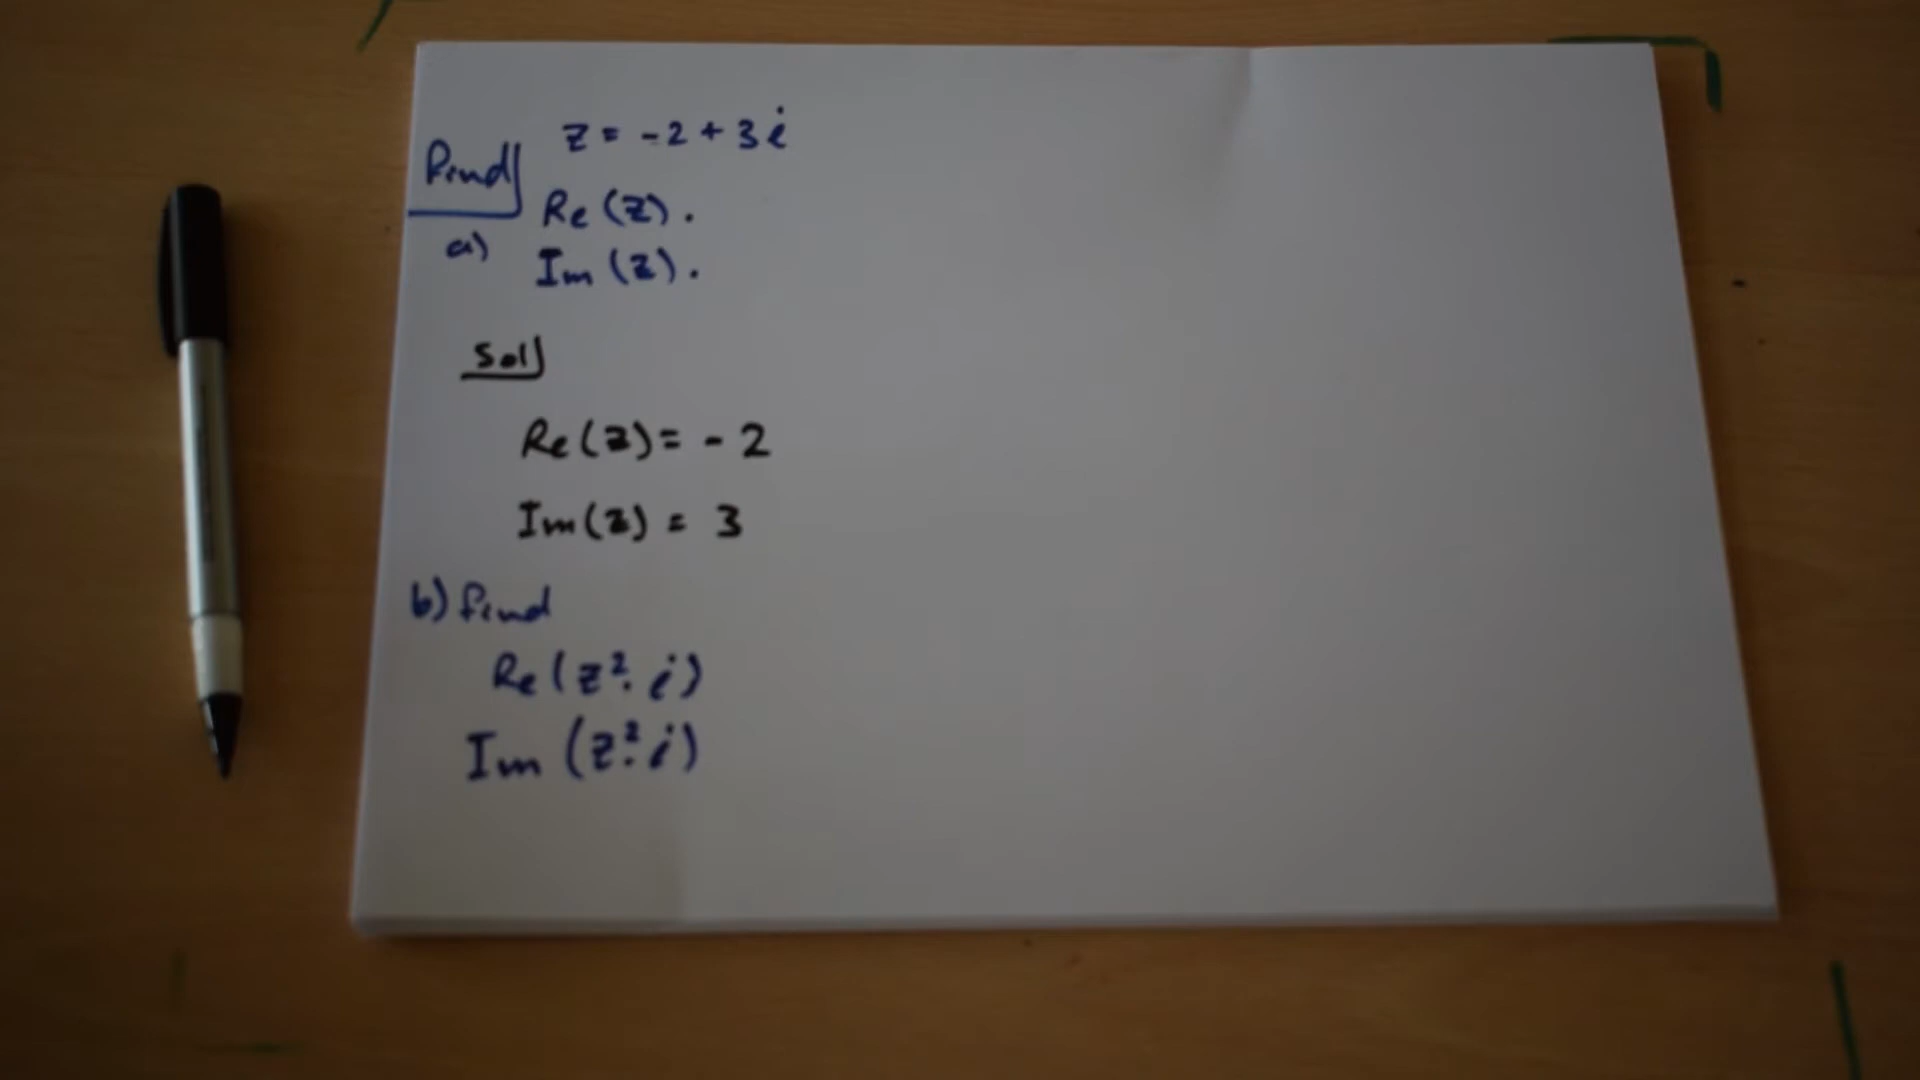 z = -2 + 3i
Find
Re(z).
a)
Im(z).
Sol
Re(z) = -2
Im(z) = 3
b) find
Re(z². i)
Im(z². i)